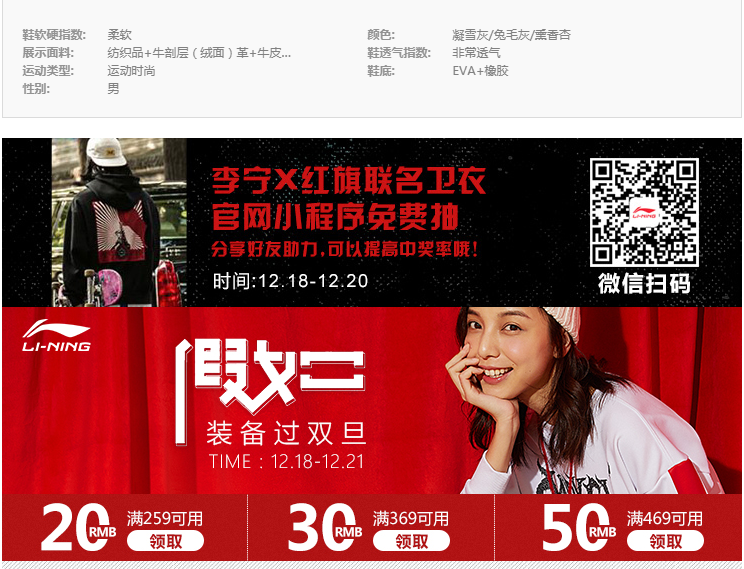 鞋软硬指数: 柔软 颜色: 凝雪灰/兔毛灰/熏香杏
展示面料: 纺织品+牛剖层（绒面）革+牛皮... 鞋透气指数: 非常透气
运动类型: 运动时尚 鞋底: EVA+橡胶
性别: 男
李宁X红旗联名卫衣
官网小程序免费抽
分享好友助力,可以提高中奖率哦!
时间:12.18-12.20
LI-NING
微信扫码
LI-NING
假如
装备过双旦
TIME : 12.18-12.21
20 RMB 满259可用 领取
30 RMB 满369可用 领取
50 RMB 满469可用 领取